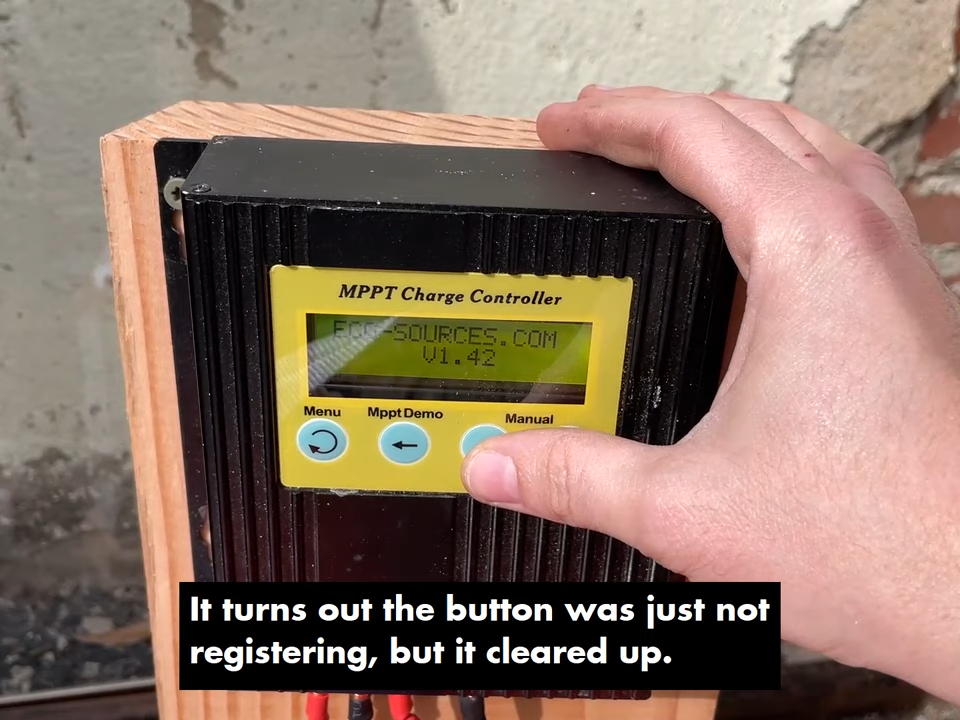 MPPT Charge Controller
ECO-SOURCES.COM
V1.42
Menu
Mppt Demo
Manual
It turns out the button was just not
registering, but it cleared up.